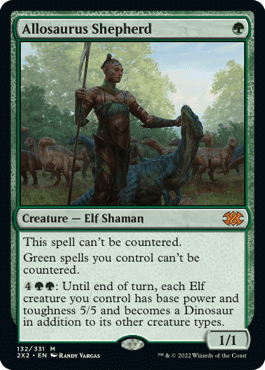 Allosaurus Shepherd
Creature — Elf Shaman
This spell can't be countered.
Green spells you control can't be
countered.
4 : Until end of turn, each Elf
creature you control has base power and
toughness 5/5 and becomes a Dinosaur
in addition to its other creature types.
1/1
132/331 M
2X2 • EN RANDY VARGAS
™ & © 2022 Wizards of the Coast